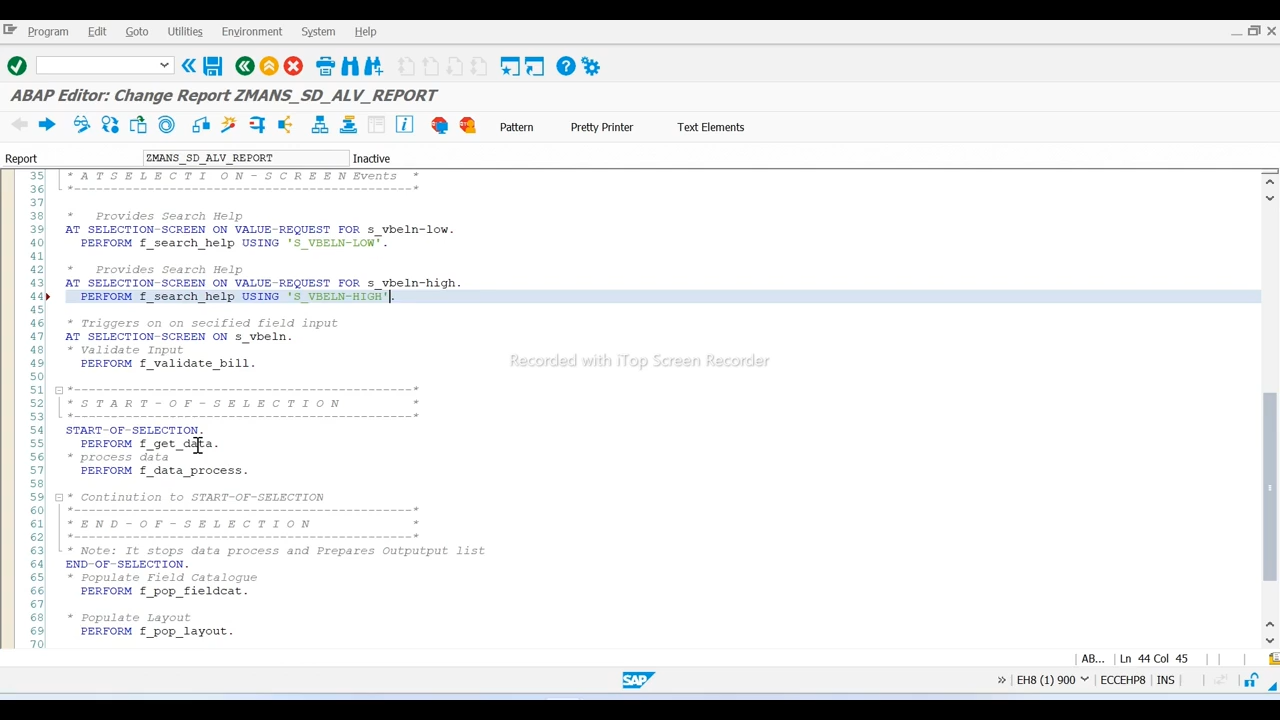 Program Edit Goto Utilities Environment System Help
ABAP Editor: Change Report ZMANS_SD_ALV_REPORT
Pattern Pretty Printer Text Elements
Report ZMANS_SD_ALV_REPORT Inactive
35 * A T S E L E C T I O N - S C R E E N Events *
36 *----------------------------------------------*
37
38 * Provides Search Help
39 AT SELECTION-SCREEN ON VALUE-REQUEST FOR s_vbeln-low.
40 PERFORM f_search_help USING 'S_VBELN-LOW'.
41
42 * Provides Search Help
43 AT SELECTION-SCREEN ON VALUE-REQUEST FOR s_vbeln-high.
44 PERFORM f_search_help USING 'S_VBELN-HIGH'.
45
46 * Triggers on on secified field input
47 AT SELECTION-SCREEN ON s_vbeln.
48 * Validate Input
49 PERFORM f_validate_bill.
50
51 *----------------------------------------------*
52 * S T A R T - O F - S E L E C T I O N *
53 *----------------------------------------------*
54 START-OF-SELECTION.
55 PERFORM f_get_data.
56 * process data
57 PERFORM f_data_process.
58
59 * Continution to START-OF-SELECTION
60 *----------------------------------------------*
61 * E N D - O F - S E L E C T I O N *
62 *----------------------------------------------*
63 * Note: It stops data process and Prepares Outputput list
64 END-OF-SELECTION.
65 * Populate Field Catalogue
66 PERFORM f_pop_fieldcat.
67
68 * Populate Layout
69 PERFORM f_pop_layout.
70
Recorded with iTop Screen Recorder
AB... Ln 44 Col 45
SAP » EH8 (1) 900 ECCEHP8 INS